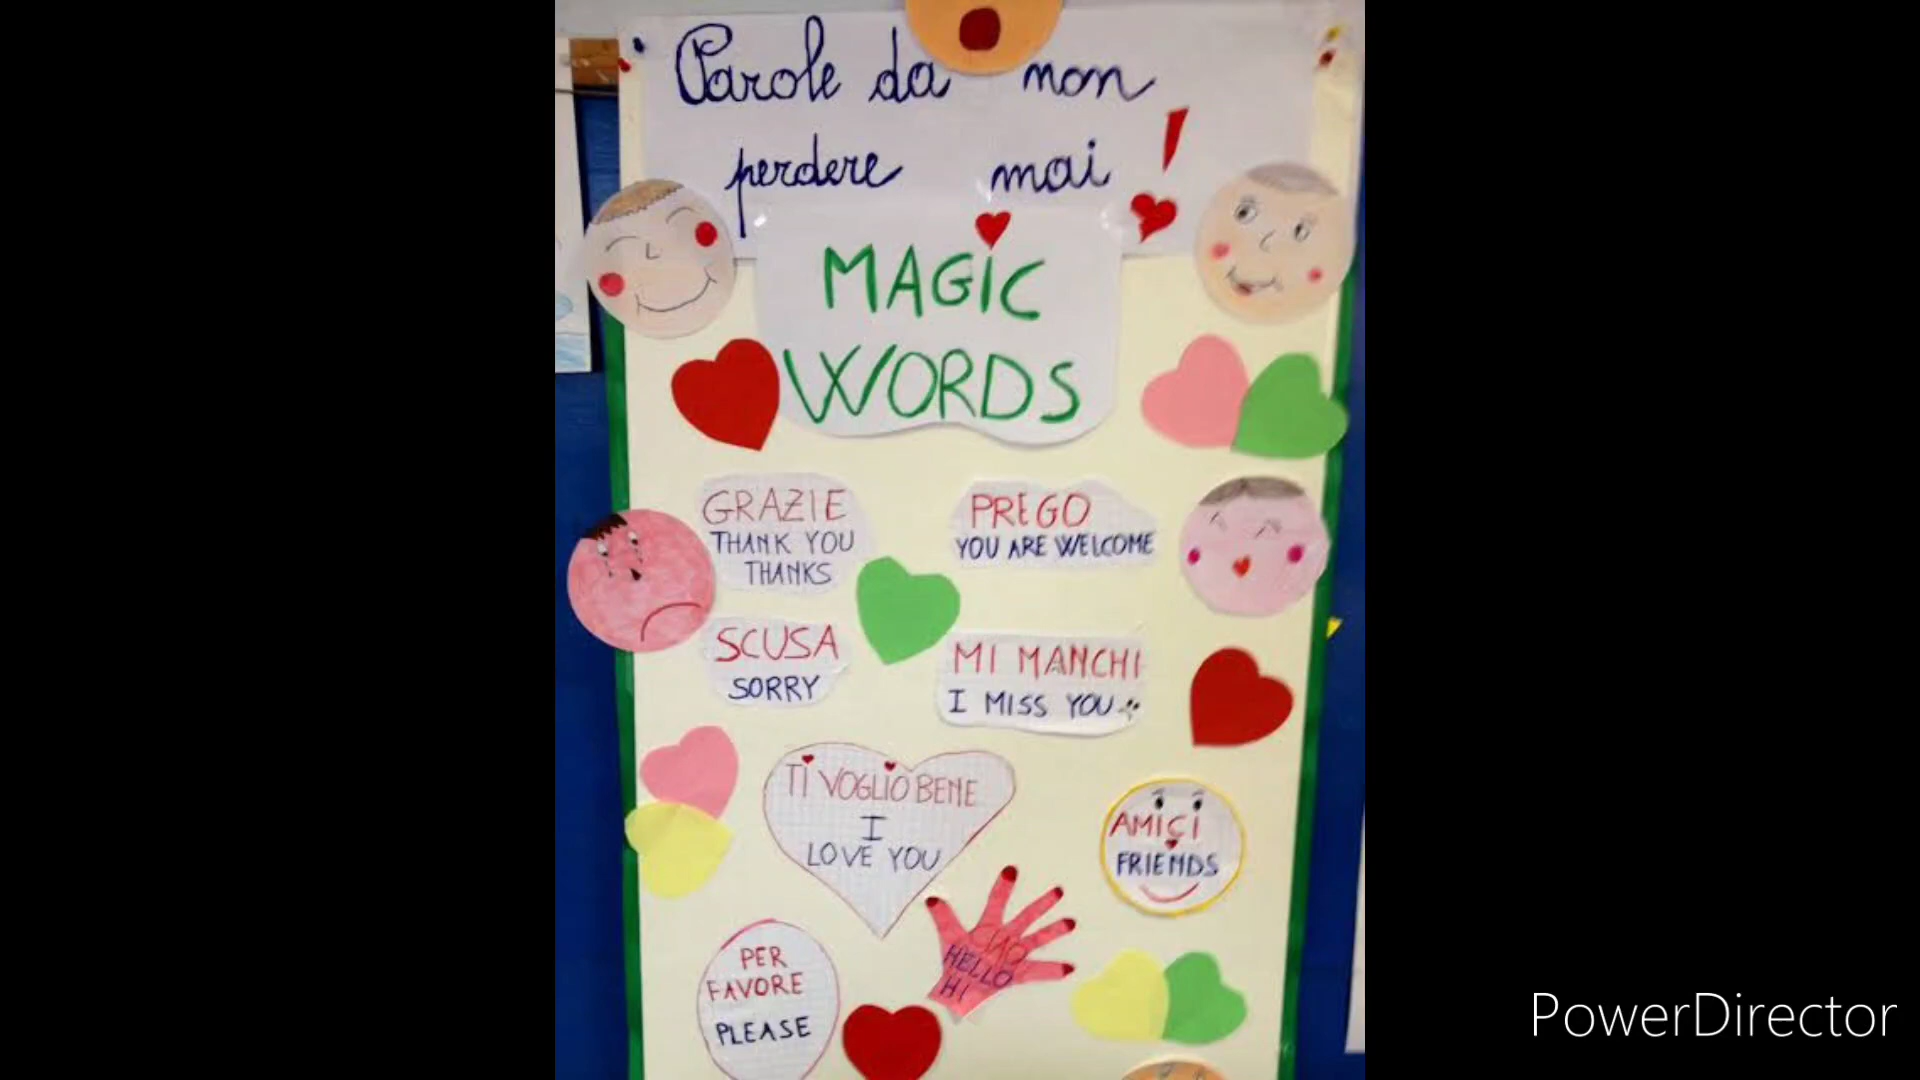 Parole da non
perdere mai!
MAGIC
WORDS
GRAZIE
THANK YOU
THANKS
PREGO
YOU ARE WELCOME
SCUSA
SORRY
MI MANCHI
I MISS YOU
TI VOGLIO BENE
I
LOVE YOU
AMICI
FRIENDS
CIAO
HELLO
HI
PER
FAVORE
PLEASE
PowerDirector